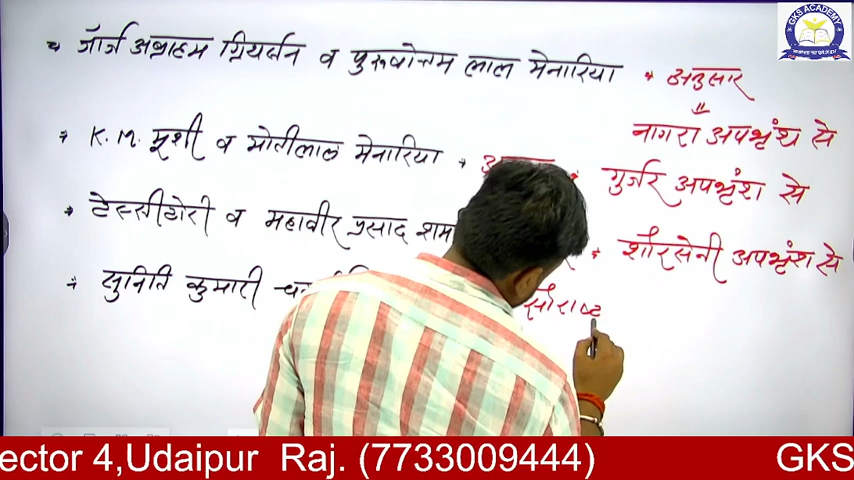 GKS ACADEMY
जॉर्ज अब्राहम ग्रियर्सन व पुरूषोत्तम लाल मेनारिया → अनुसार
नागरा अपभ्रंश से
K.M. मूशी व मोतीलाल मेनारिया →
गुर्जर अपभ्रंश से
टेस्सीटोरी व महावीर प्रसाद शर्मा
शौरसेनी अपभ्रंश से
सुनिति कुमारी
सौराष्ट
ector 4,Udaipur Raj. (7733009444) GKS